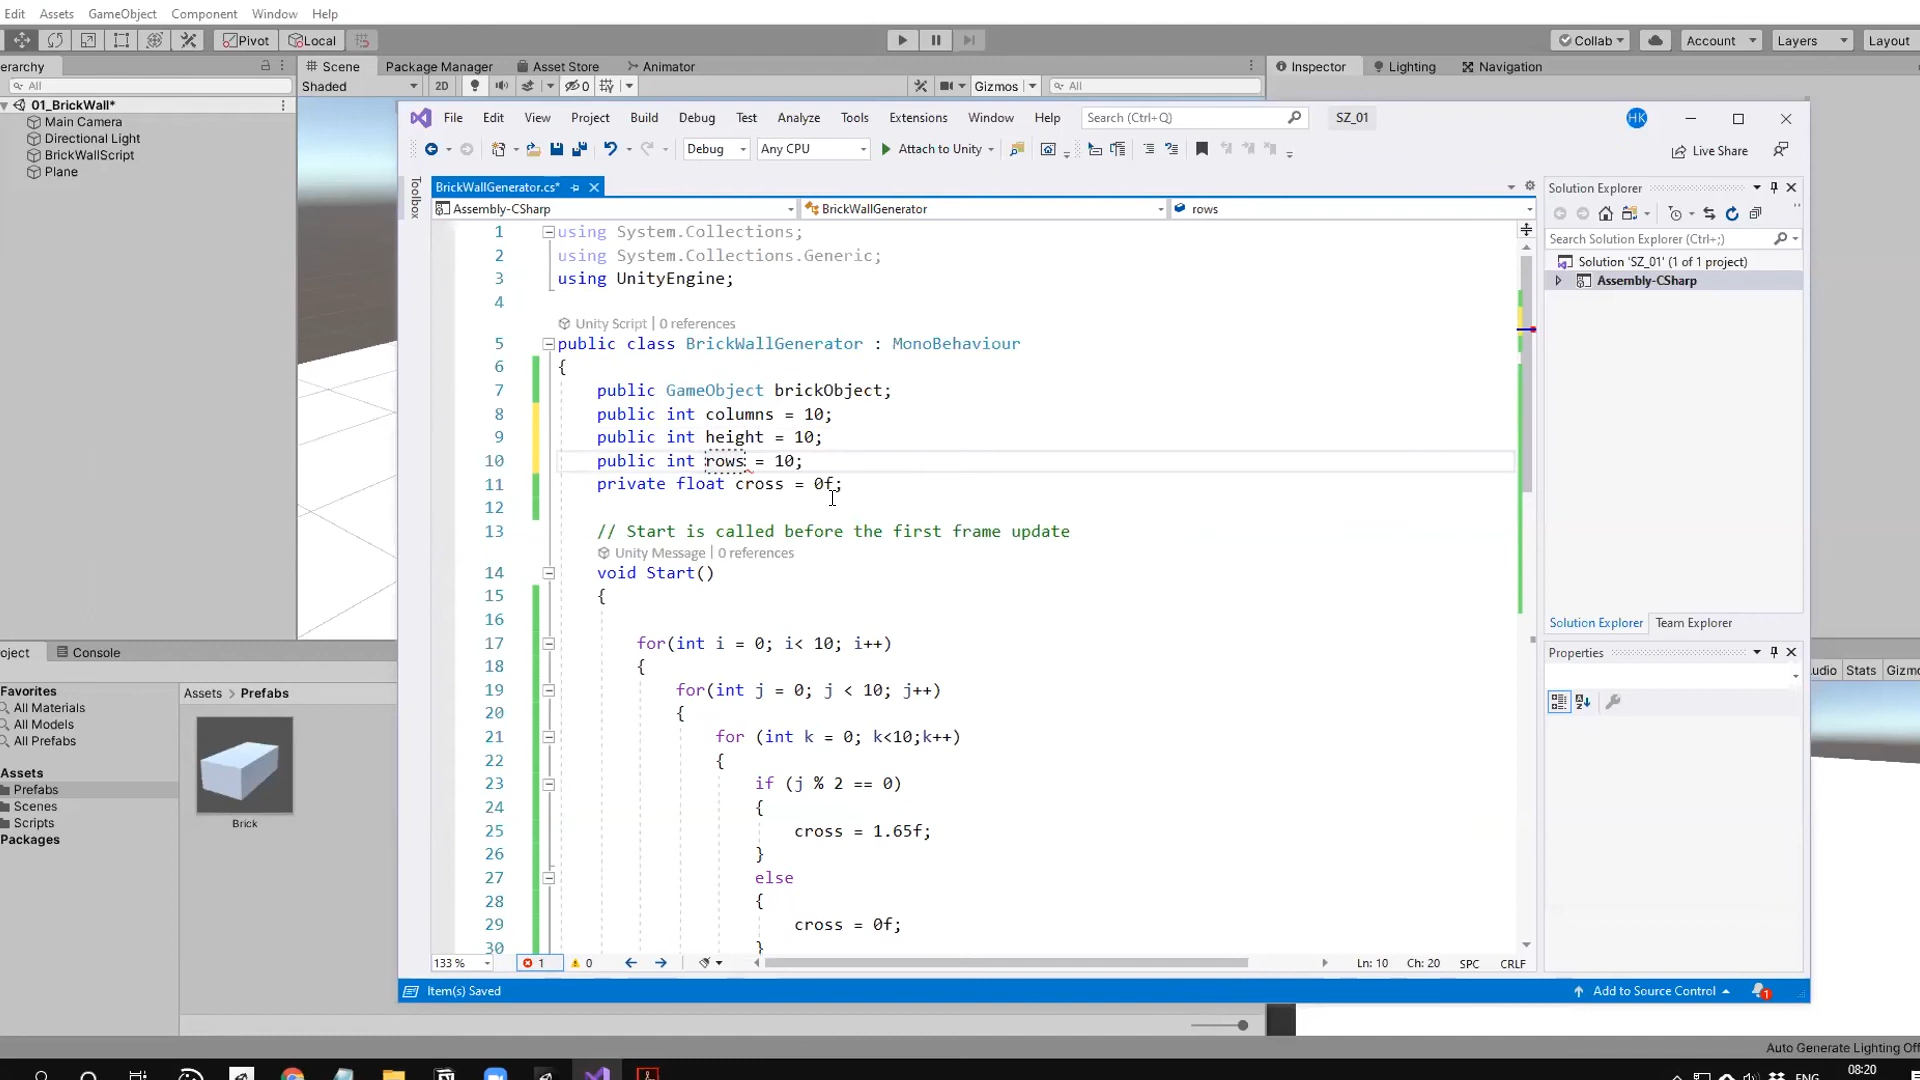 Edit Assets GameObject Component Window Help
Pivot Local Collab Account Layers Layout
erarchy Scene Package Manager Asset Store Animator Inspector Lighting Navigation
All Shaded 2D 0 Gizmos All
01_BrickWall*
Main Camera
Directional Light
BrickWallScript
Plane
File Edit View Project Build Debug Test Analyze Tools Extensions Window Help Search (Ctrl+Q) SZ_01 HK
Debug Any CPU Attach to Unity Live Share
Toolbox
BrickWallGenerator.cs*
Assembly-CSharp BrickWallGenerator rows
1 using System.Collections;
2 using System.Collections.Generic;
3 using UnityEngine;
4
Unity Script | 0 references
5 public class BrickWallGenerator : MonoBehaviour
6 {
7 public GameObject brickObject;
8 public int columns = 10;
9 public int height = 10;
10 public int rows = 10;
11 private float cross = 0f;
12
13 // Start is called before the first frame update
Unity Message | 0 references
14 void Start()
15 {
16
17 for(int i = 0; i< 10; i++)
18 {
19 for(int j = 0; j < 10; j++)
20 {
21 for (int k = 0; k<10;k++)
22 {
23 if (j % 2 == 0)
24 {
25 cross = 1.65f;
26 }
27 else
28 {
29 cross = 0f;
30 }
133 % 1 0 Ln: 10 Ch: 20 SPC CRLF
Item(s) Saved Add to Source Control 1
Solution Explorer
Search Solution Explorer (Ctrl+;)
Solution 'SZ_01' (1 of 1 project)
Assembly-CSharp
Solution Explorer Team Explorer
Properties
oject Console
Favorites
All Materials
All Models
All Prefabs
Assets
Prefabs
Scenes
Scripts
Packages
Assets > Prefabs
Brick
udio Stats Gizmo
Auto Generate Lighting Off
ENG 08:20